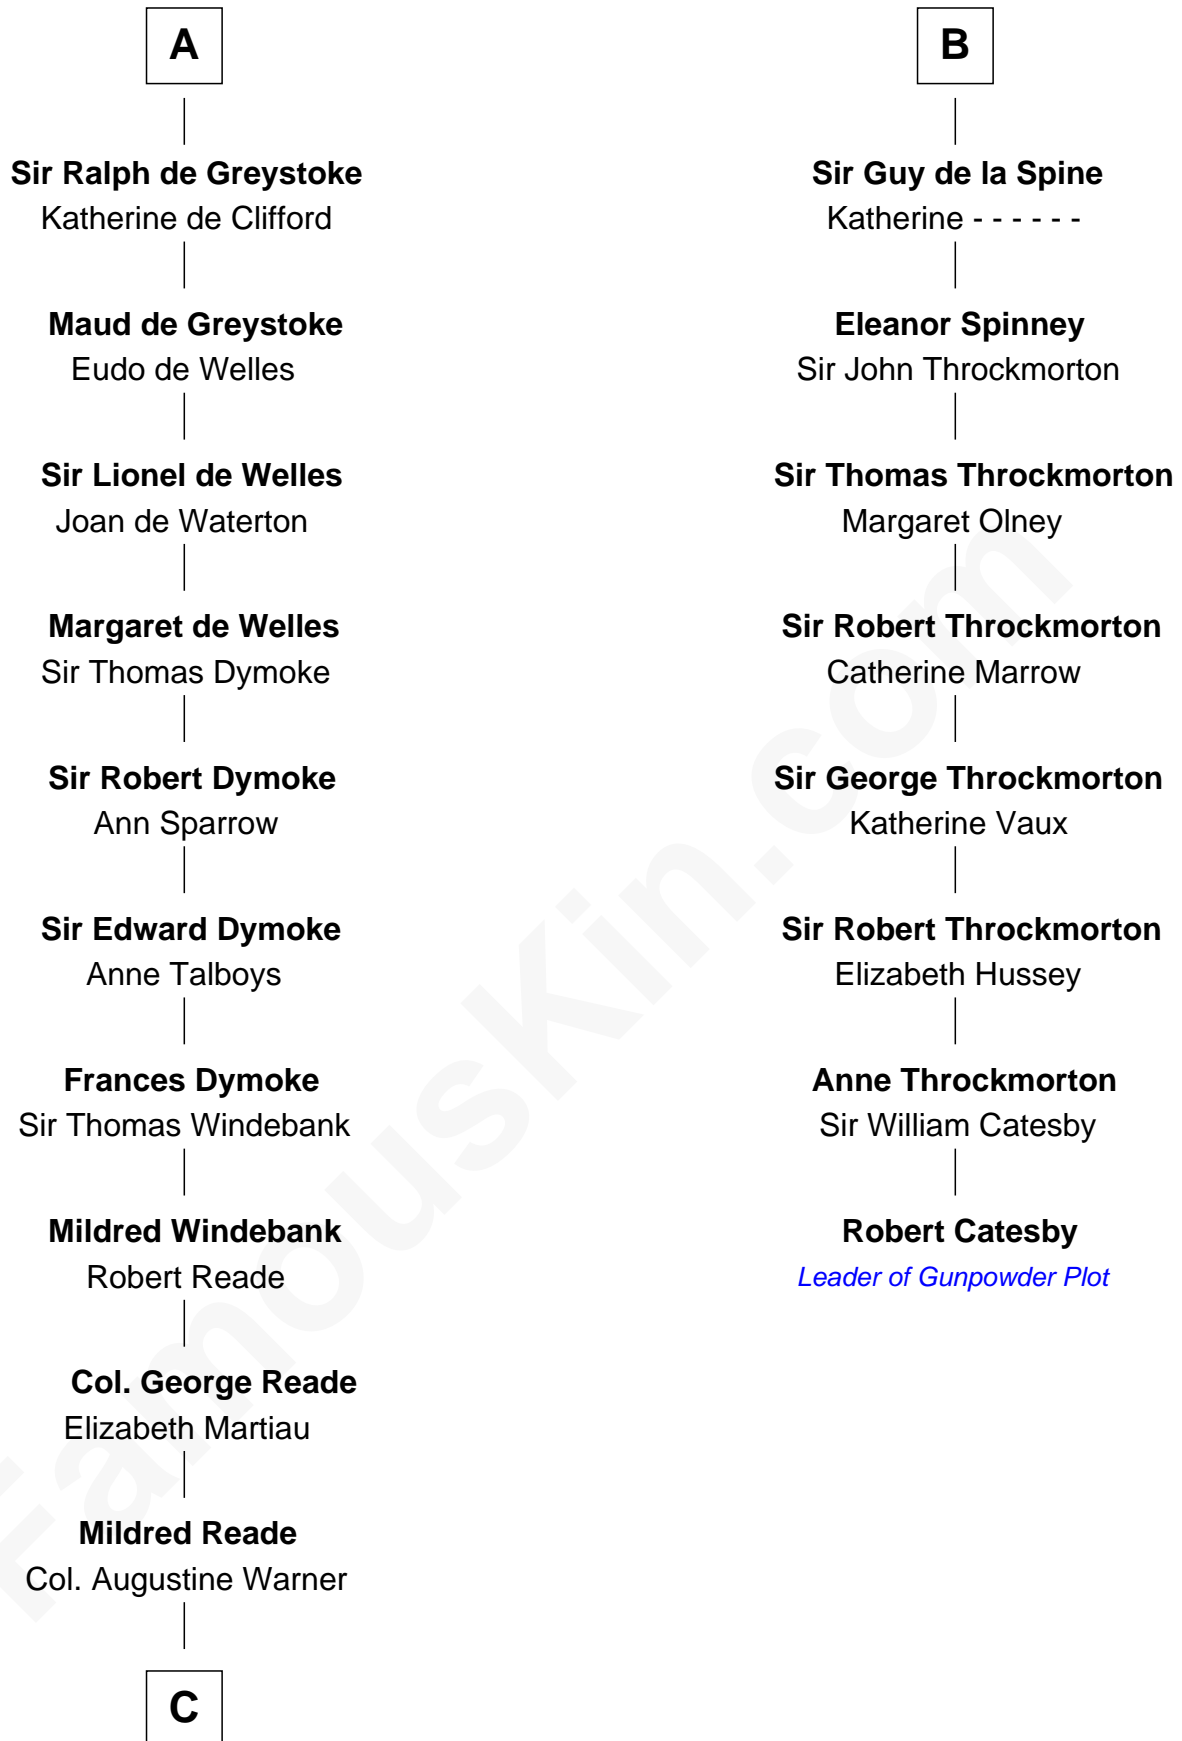 A
Sir Ralph de Greystoke
Katherine de Clifford
Maud de Greystoke
Eudo de Welles
Sir Lionel de Welles
Joan de Waterton
Margaret de Welles
Sir Thomas Dymoke
Sir Robert Dymoke
Ann Sparrow
Sir Edward Dymoke
Anne Talboys
Frances Dymoke
Sir Thomas Windebank
Mildred Windebank
Robert Reade
Col. George Reade
Elizabeth Martiau
Mildred Reade
Col. Augustine Warner
C
B
Sir Guy de la Spine
Katherine - - - - - -
Eleanor Spinney
Sir John Throckmorton
Sir Thomas Throckmorton
Margaret Olney
Sir Robert Throckmorton
Catherine Marrow
Sir George Throckmorton
Katherine Vaux
Sir Robert Throckmorton
Elizabeth Hussey
Anne Throckmorton
Sir William Catesby
Robert Catesby
Leader of Gunpowder Plot
FamousKin.com